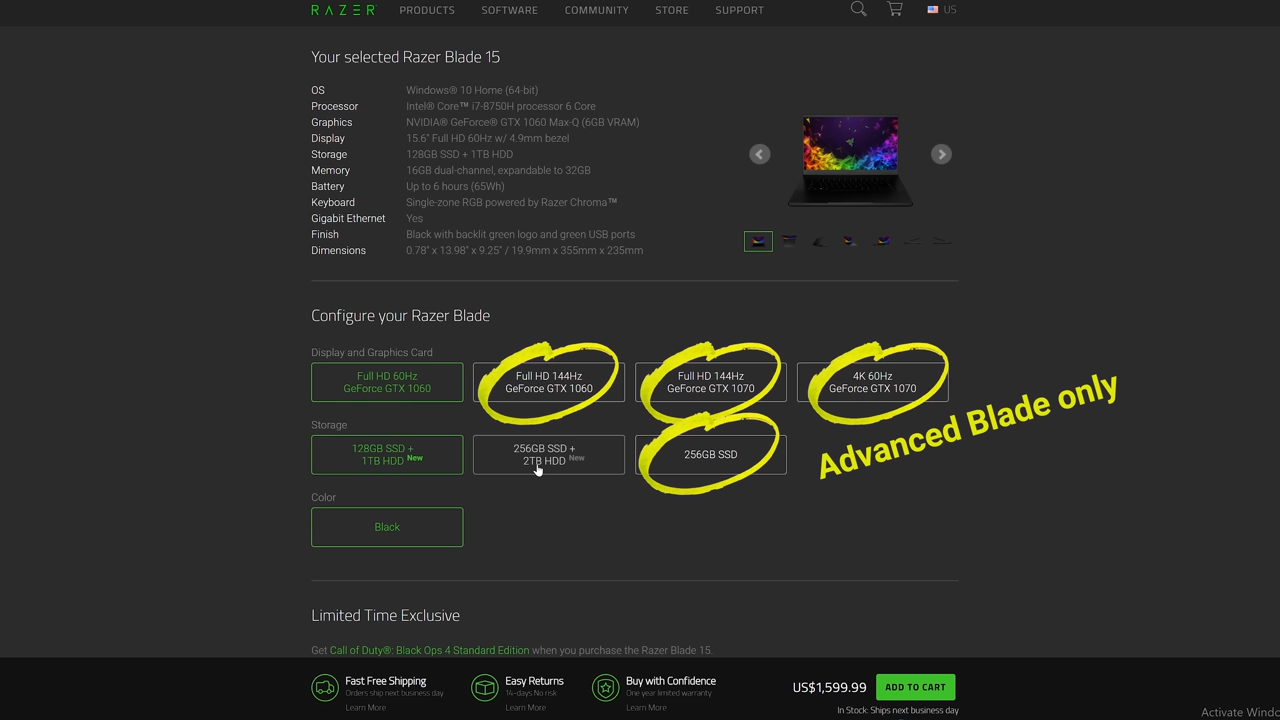 RAZER PRODUCTS SOFTWARE COMMUNITY STORE SUPPORT US
Your selected Razer Blade 15
OS Windows® 10 Home (64-bit)
Processor Intel® Core™ i7-8750H processor 6 Core
Graphics NVIDIA® GeForce® GTX 1060 Max-Q (6GB VRAM)
Display 15.6" Full HD 60Hz w/ 4.9mm bezel
Storage 128GB SSD + 1TB HDD
Memory 16GB dual-channel, expandable to 32GB
Battery Up to 6 hours (65Wh)
Keyboard Single-zone RGB powered by Razer Chroma™
Gigabit Ethernet Yes
Finish Black with backlit green logo and green USB ports
Dimensions 0.78" x 13.98" x 9.25" / 19.9mm x 355mm x 235mm
Configure your Razer Blade
Display and Graphics Card
Full HD 60Hz
GeForce GTX 1060
Full HD 144Hz
GeForce GTX 1060
Full HD 144Hz
GeForce GTX 1070
4K 60Hz
GeForce GTX 1070
Advanced Blade only
Storage
128GB SSD +
1TB HDD New
256GB SSD +
2TB HDD New
256GB SSD
Color
Black
Limited Time Exclusive
Get Call of Duty®: Black Ops 4 Standard Edition when you purchase the Razer Blade 15.
Fast Free Shipping
Orders ship next business day
Learn More
Easy Returns
14-days No risk
Learn More
Buy with Confidence
One year limited warranty
Learn More
US$1,599.99 ADD TO CART
In Stock: Ships next business day
Activate Windo